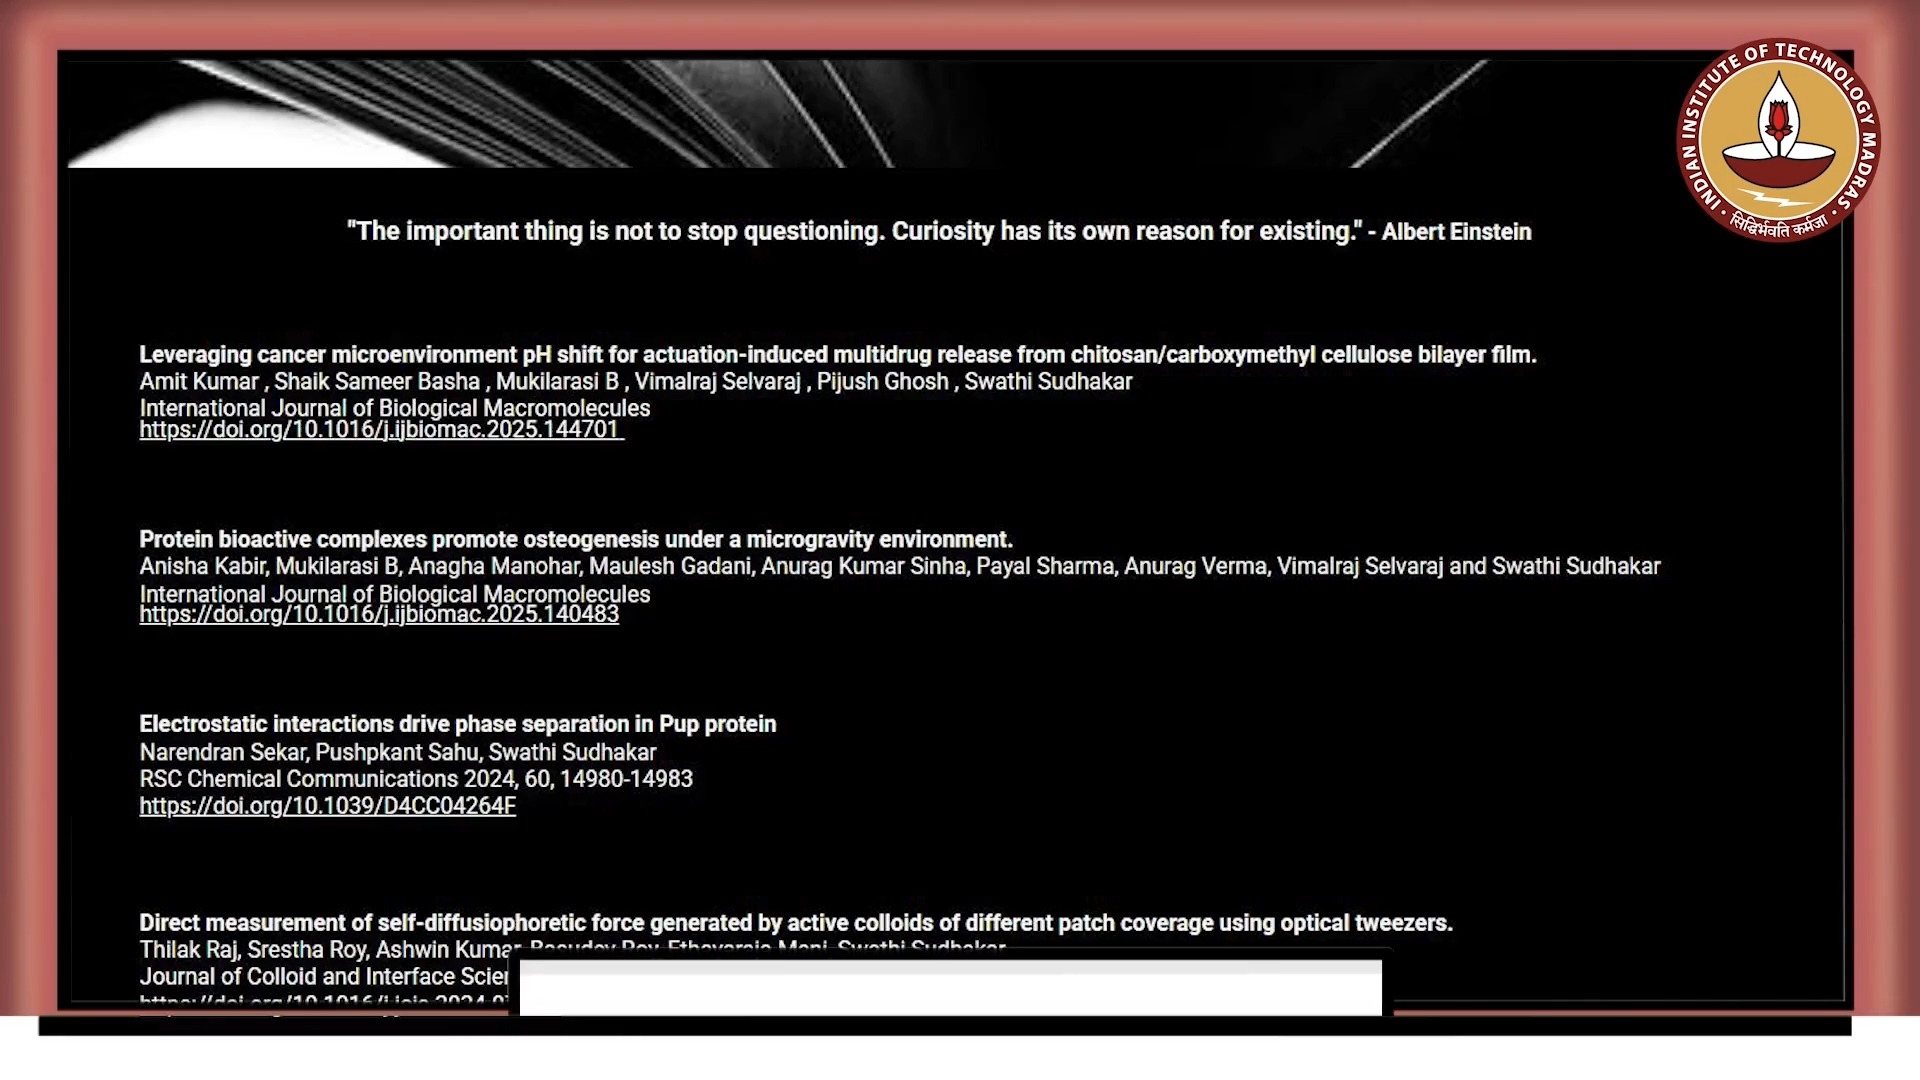 INDIAN INSTITUTE OF TECHNOLOGY MADRAS
सिद्धिर्भवति कर्मजा
"The important thing is not to stop questioning. Curiosity has its own reason for existing." - Albert Einstein
Leveraging cancer microenvironment pH shift for actuation-induced multidrug release from chitosan/carboxymethyl cellulose bilayer film.
Amit Kumar , Shaik Sameer Basha , Mukilarasi B , Vimalraj Selvaraj , Pijush Ghosh , Swathi Sudhakar
International Journal of Biological Macromolecules
https://doi.org/10.1016/j.ijbiomac.2025.144701
Protein bioactive complexes promote osteogenesis under a microgravity environment.
Anisha Kabir, Mukilarasi B, Anagha Manohar, Maulesh Gadani, Anurag Kumar Sinha, Payal Sharma, Anurag Verma, Vimalraj Selvaraj and Swathi Sudhakar
International Journal of Biological Macromolecules
https://doi.org/10.1016/j.ijbiomac.2025.140483
Electrostatic interactions drive phase separation in Pup protein
Narendran Sekar, Pushpkant Sahu, Swathi Sudhakar
RSC Chemical Communications 2024, 60, 14980-14983
https://doi.org/10.1039/D4CC04264F
Direct measurement of self-diffusiophoretic force generated by active colloids of different patch coverage using optical tweezers.
Thilak Raj, Srestha Roy, Ashwin Kumar, Basudev Roy, Ethayaraja Mani, Swathi Sudhakar
Journal of Colloid and Interface